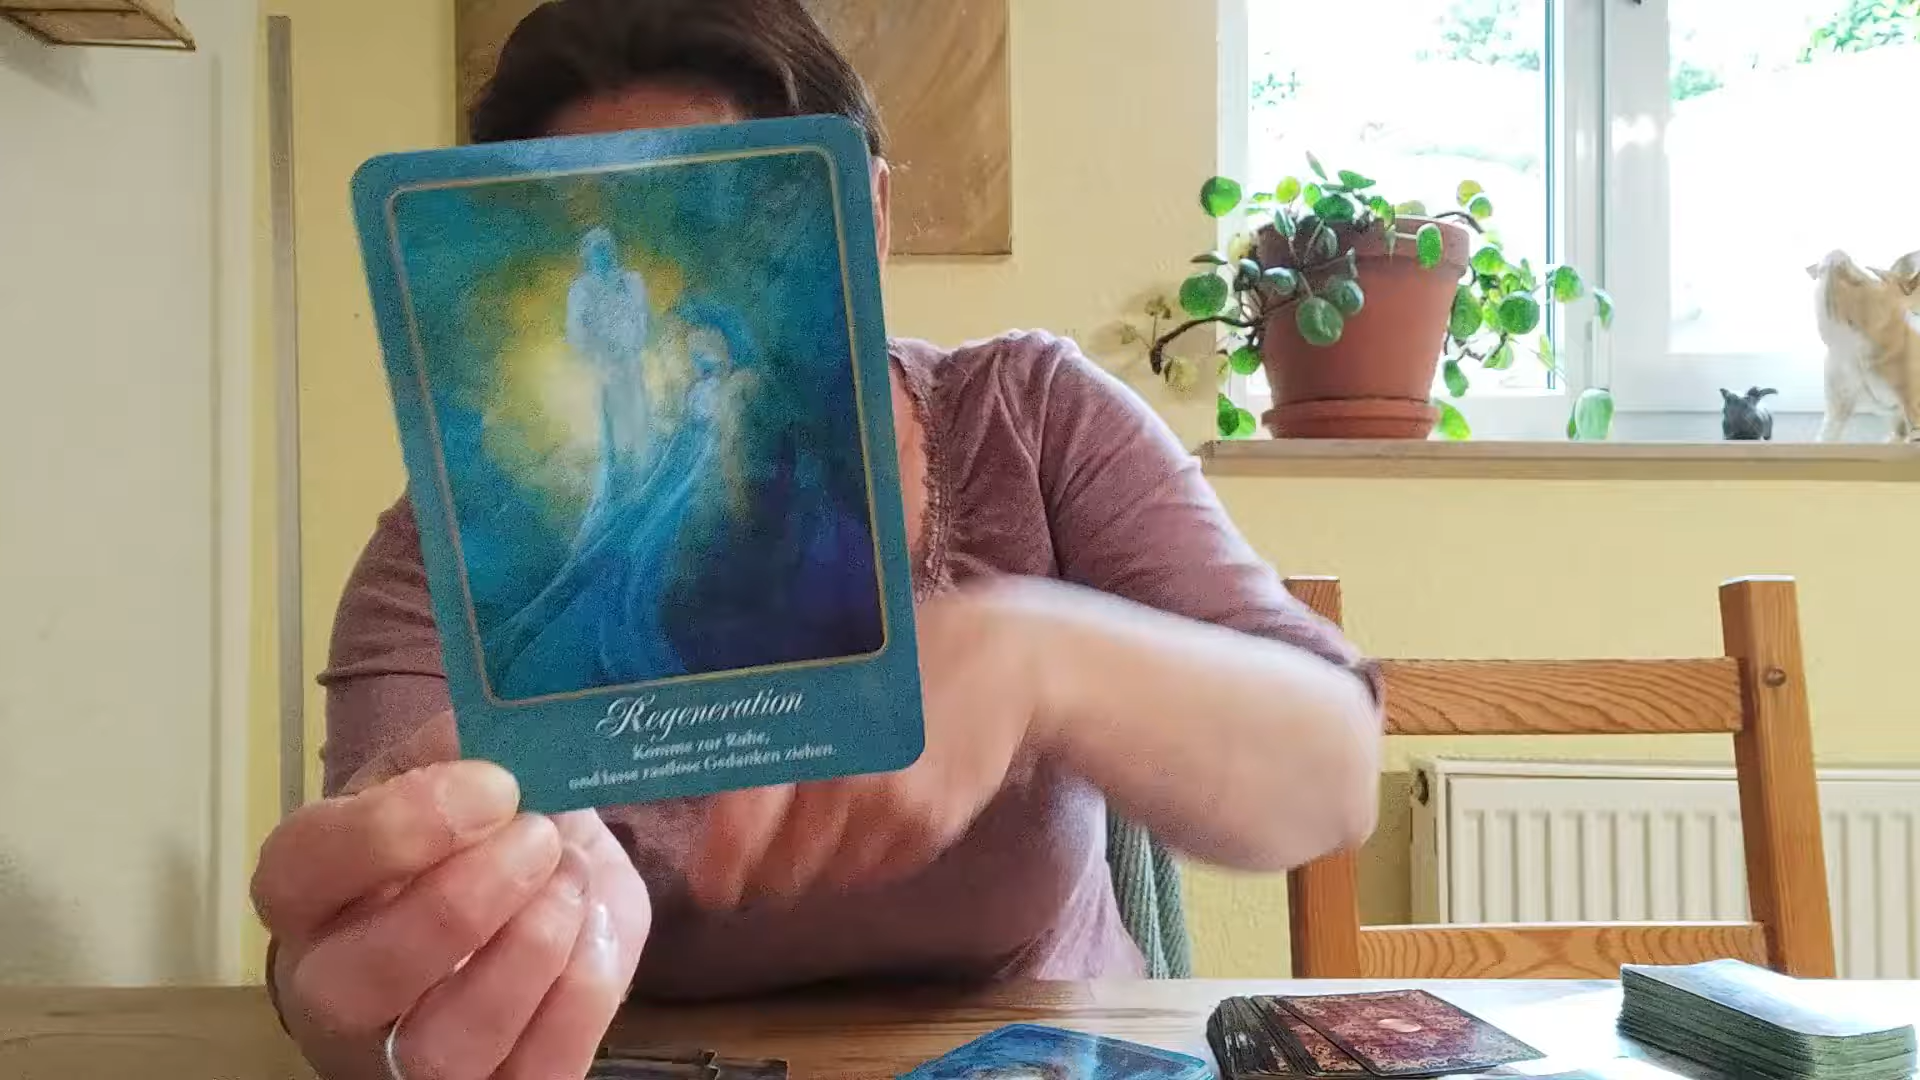 Regeneration
Komme zur Ruhe,
und lasse rastlose Gedanken ziehen.